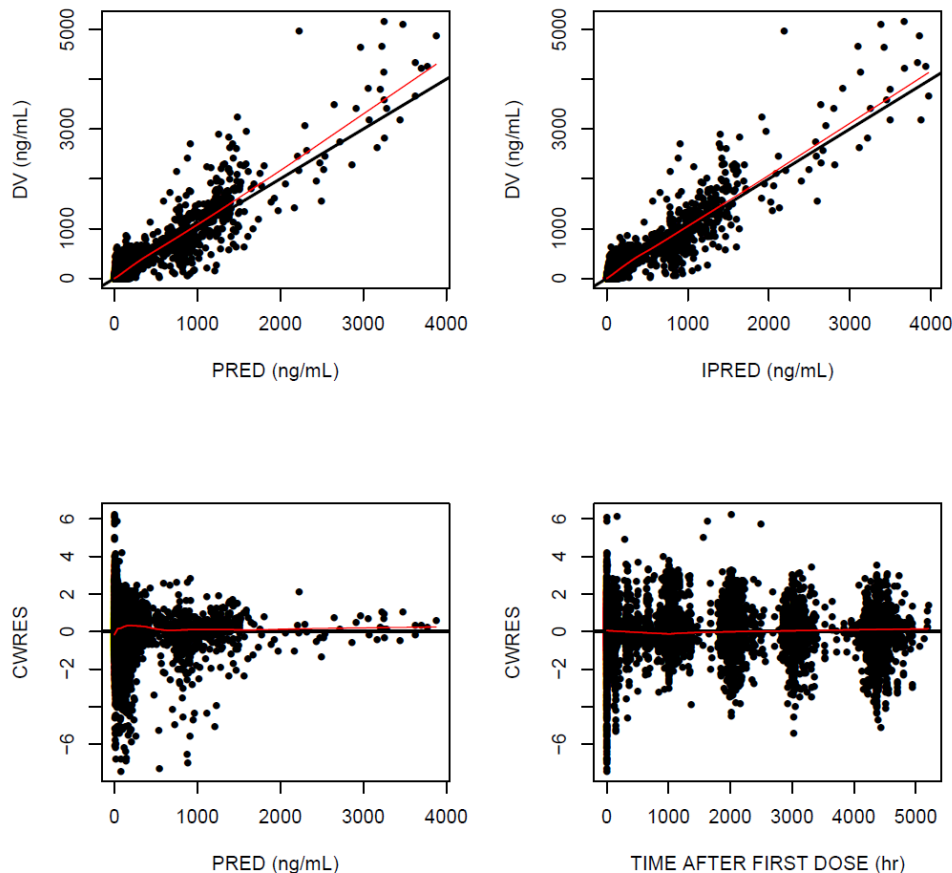 5000
3000
1000
0
DV (ng/mL)
0 1000 2000 3000 4000
PRED (ng/mL)
5000
3000
1000
0
DV (ng/mL)
0 1000 2000 3000 4000
IPRED (ng/mL)
6
4
2
0
−2
−6
CWRES
0 1000 2000 3000 4000
PRED (ng/mL)
6
4
2
0
−2
−6
CWRES
0 1000 2000 3000 4000 5000
TIME AFTER FIRST DOSE (hr)